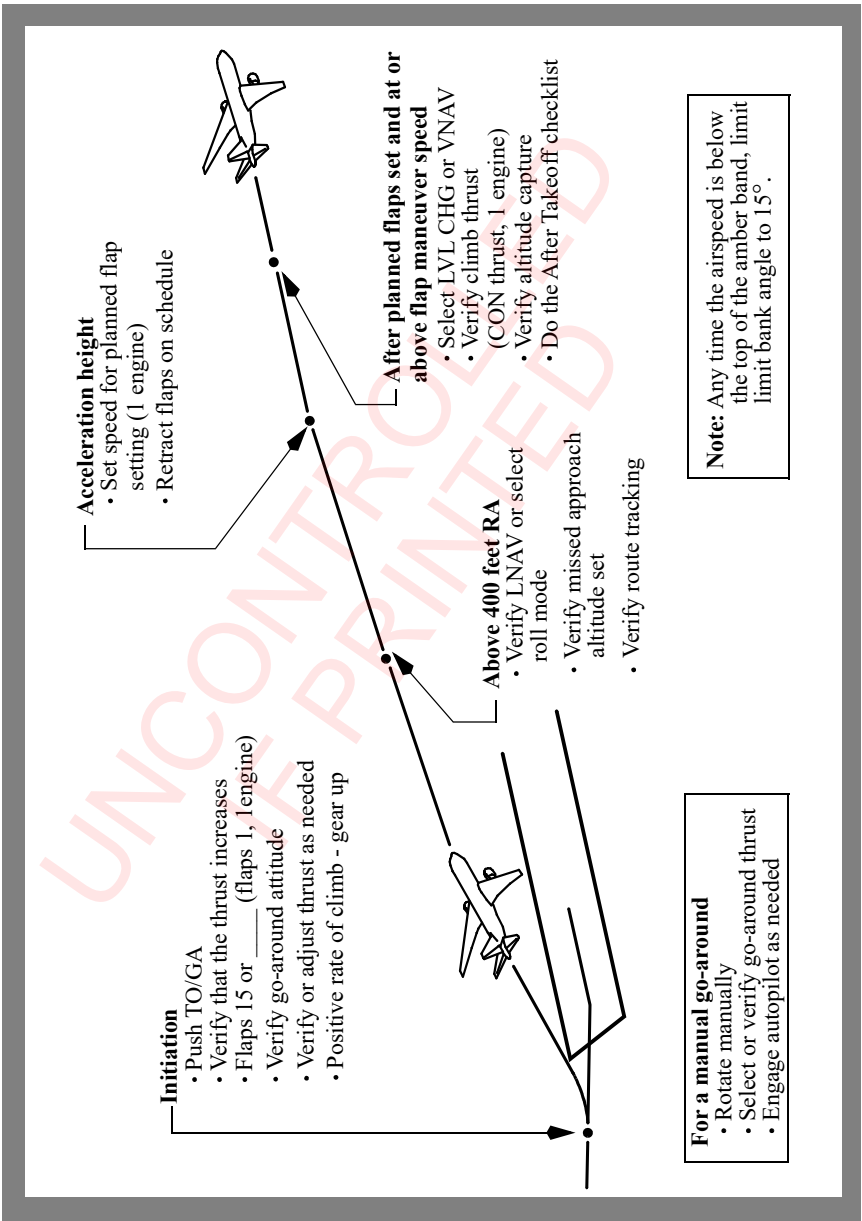 Initiation
• Push TO/GA
• Verify that the thrust increases
• Flaps 15 or _____ (flaps 1, 1engine)
• Verify go-around attitude
• Verify or adjust thrust as needed
• Positive rate of climb - gear up
Above 400 feet RA
• Verify LNAV or select
roll mode
• Verify missed approach
altitude set
• Verify route tracking
Acceleration height
• Set speed for planned flap
setting (1 engine)
• Retract flaps on schedule
After planned flaps set and at or
above flap maneuver speed
• Select LVL CHG or VNAV
• Verify climb thrust
(CON thrust, 1 engine)
• Verify altitude capture
• Do the After Takeoff checklist
For a manual go-around
• Rotate manually
• Select or verify go-around thrust
• Engage autopilot as needed
Note: Any time the airspeed is below
the top of the amber band, limit
limit bank angle to 15°.
UNCONTROLLED
IF PRINTED